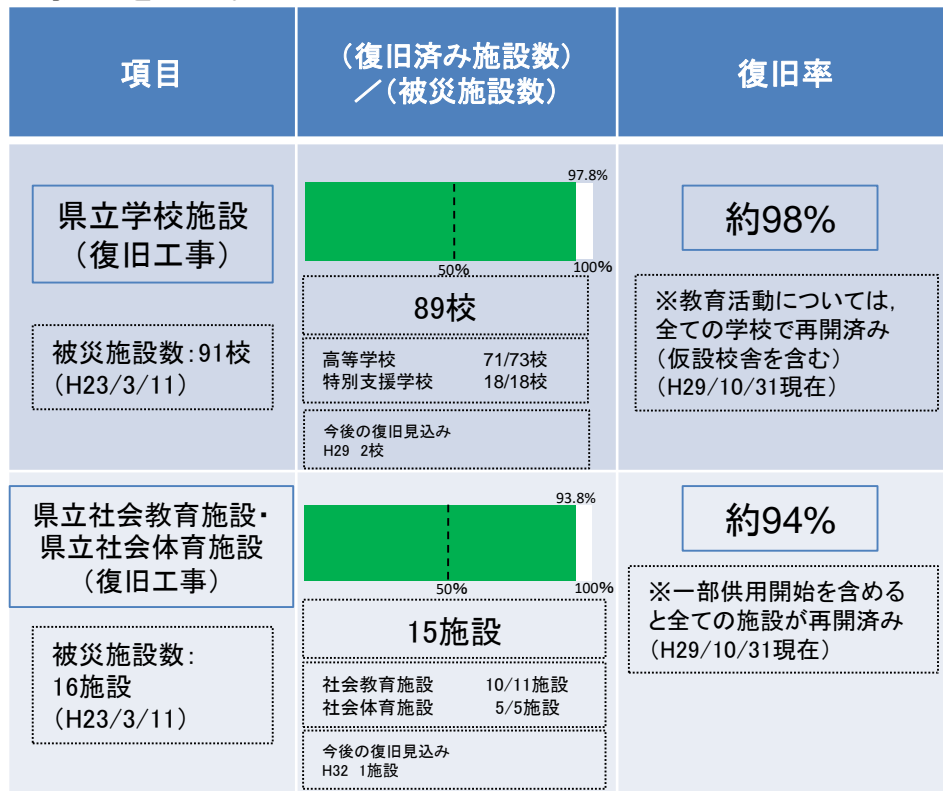 項目
(復旧済み施設数)
／(被災施設数)
復旧率
県立学校施設
(復旧工事)
被災施設数:91校
(H23/3/11)
97.8%
50%
100%
89校
高等学校 71/73校
特別支援学校 18/18校
今後の復旧見込み
H29 2校
約98%
※教育活動については,
全ての学校で再開済み
(仮設校舎を含む)
(H29/10/31現在)
県立社会教育施設・
県立社会体育施設
(復旧工事)
被災施設数:
16施設
(H23/3/11)
93.8%
50%
100%
15施設
社会教育施設 10/11施設
社会体育施設 5/5施設
今後の復旧見込み
H32 1施設
約94%
※一部供用開始を含める
と全ての施設が再開済み
(H29/10/31現在)